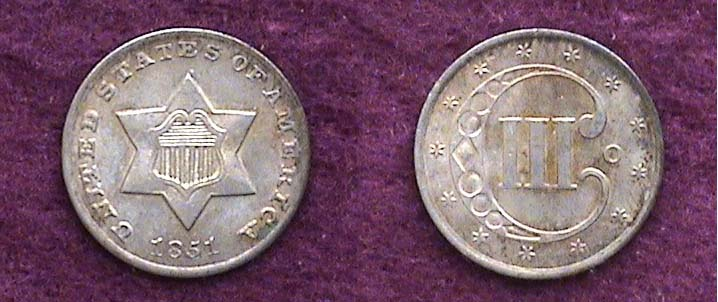 UNITED STATES OF AMERICA
1851
C
III
O